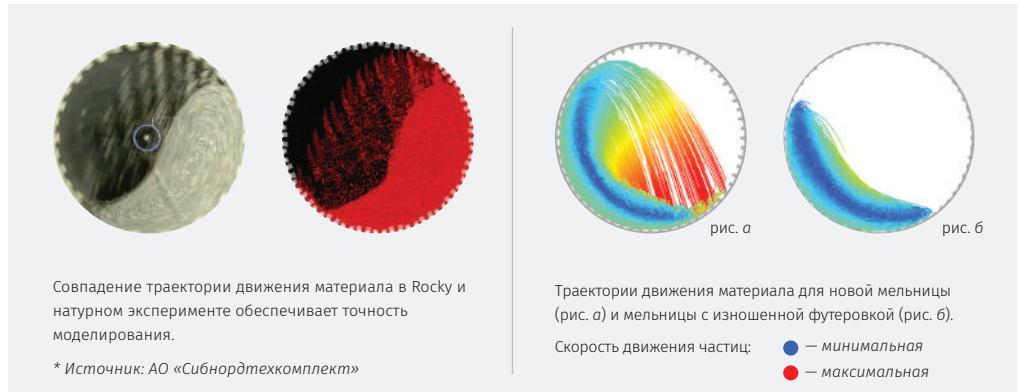 Совпадение траектории движения материала в Rocky и
натурном эксперименте обеспечивает точность
моделирования.
* Источник: АО «Сибнордтехкомплект»
рис. а
рис. б
Траектории движения материала для новой мельницы
(рис. а) и мельницы с изношенной футеровкой (рис. б).
Скорость движения частиц:
— минимальная
— максимальная